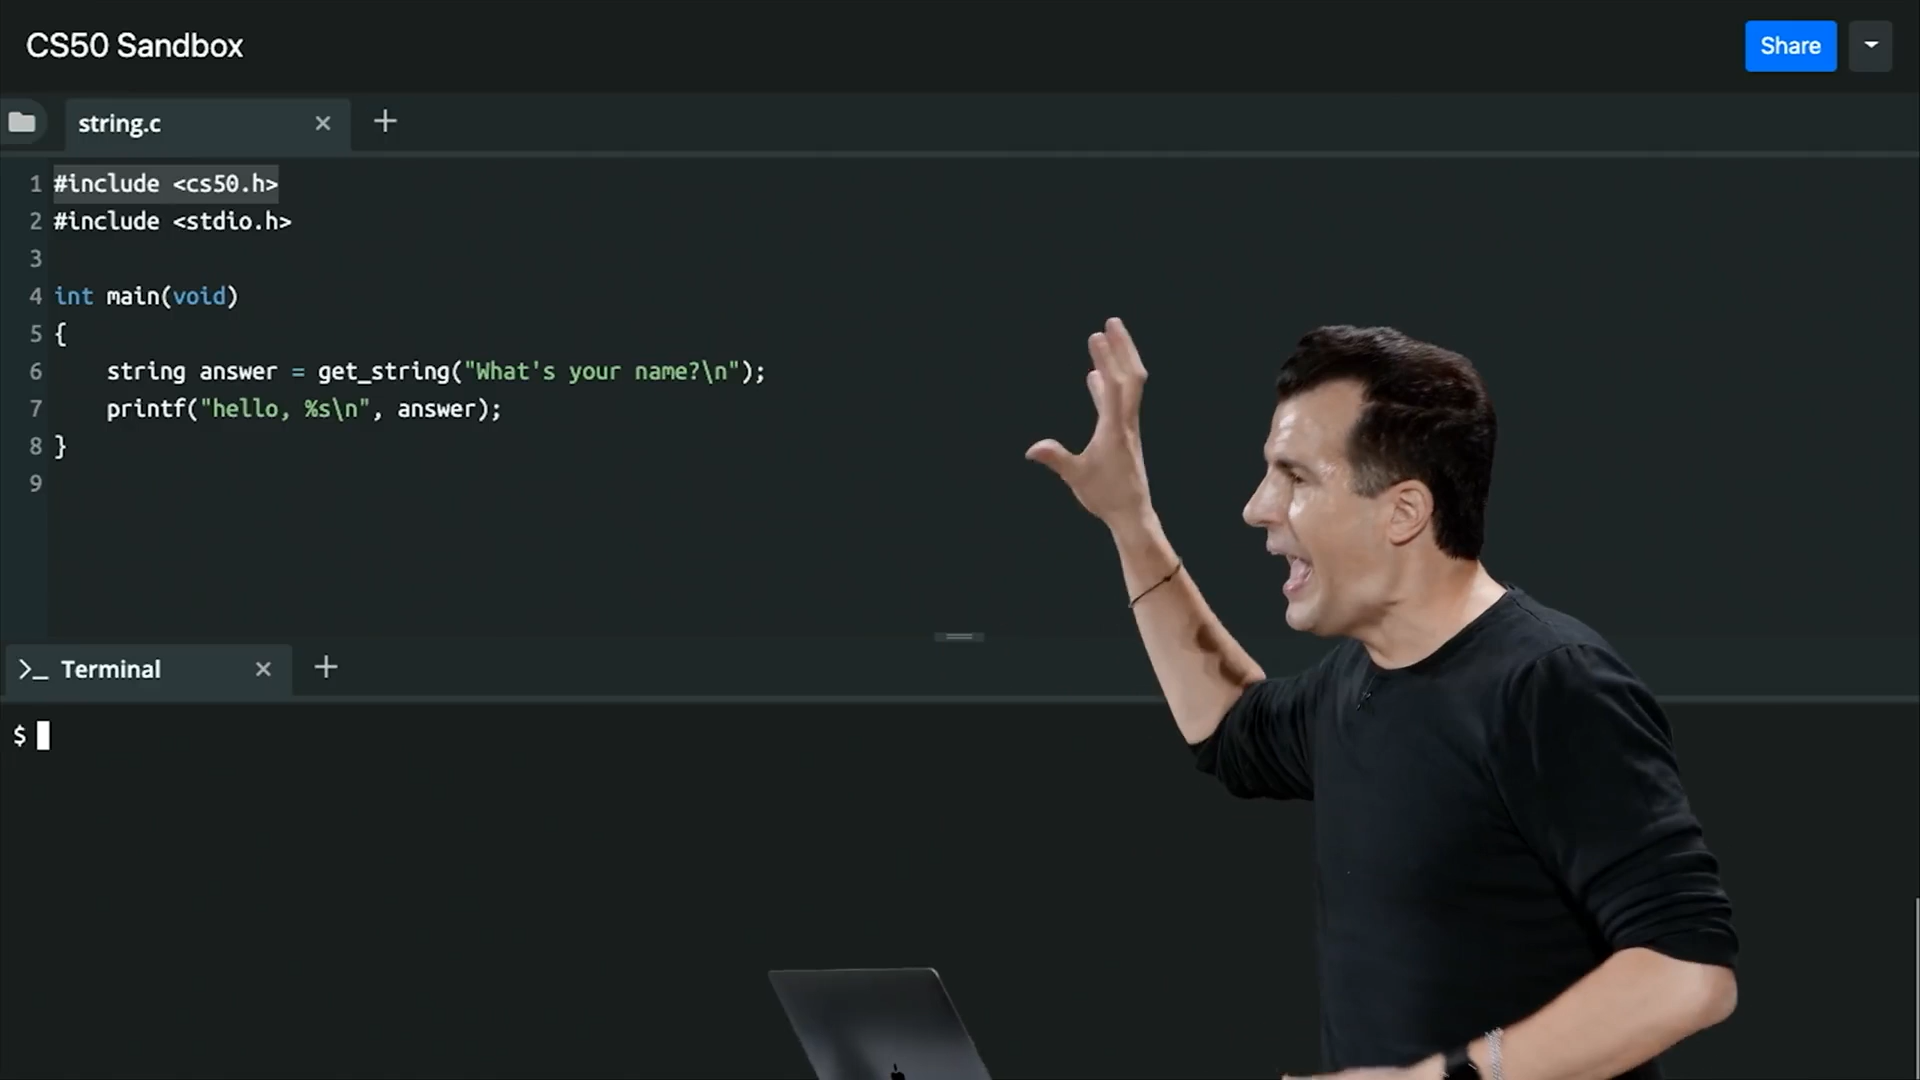 CS50 Sandbox
Share
string.c
1 #include <cs50.h>
2 #include <stdio.h>
3
4 int main(void)
5 {
6     string answer = get_string("What's your name?\n");
7     printf("hello, %s\n", answer);
8 }
9
>_ Terminal
$